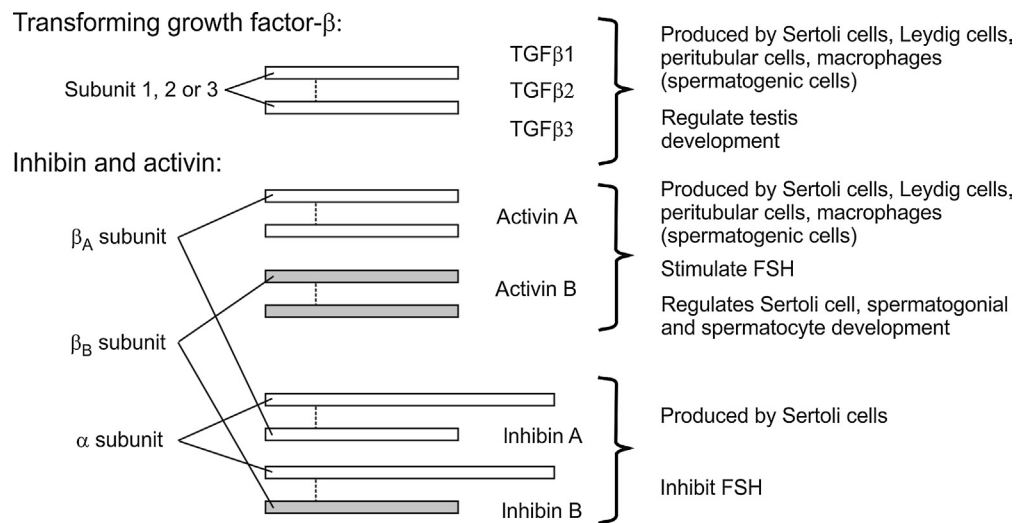 Transforming growth factor-β:
Subunit 1, 2 or 3
TGFβ1
TGFβ2
TGFβ3
Produced by Sertoli cells, Leydig cells,
peritubular cells, macrophages
(spermatogenic cells)
Regulate testis
development
Inhibin and activin:
βA subunit
βB subunit
α subunit
Activin A
Activin B
Produced by Sertoli cells, Leydig cells,
peritubular cells, macrophages
(spermatogenic cells)
Stimulate FSH
Regulates Sertoli cell, spermatogonial
and spermatocyte development
Inhibin A
Inhibin B
Produced by Sertoli cells
Inhibit FSH